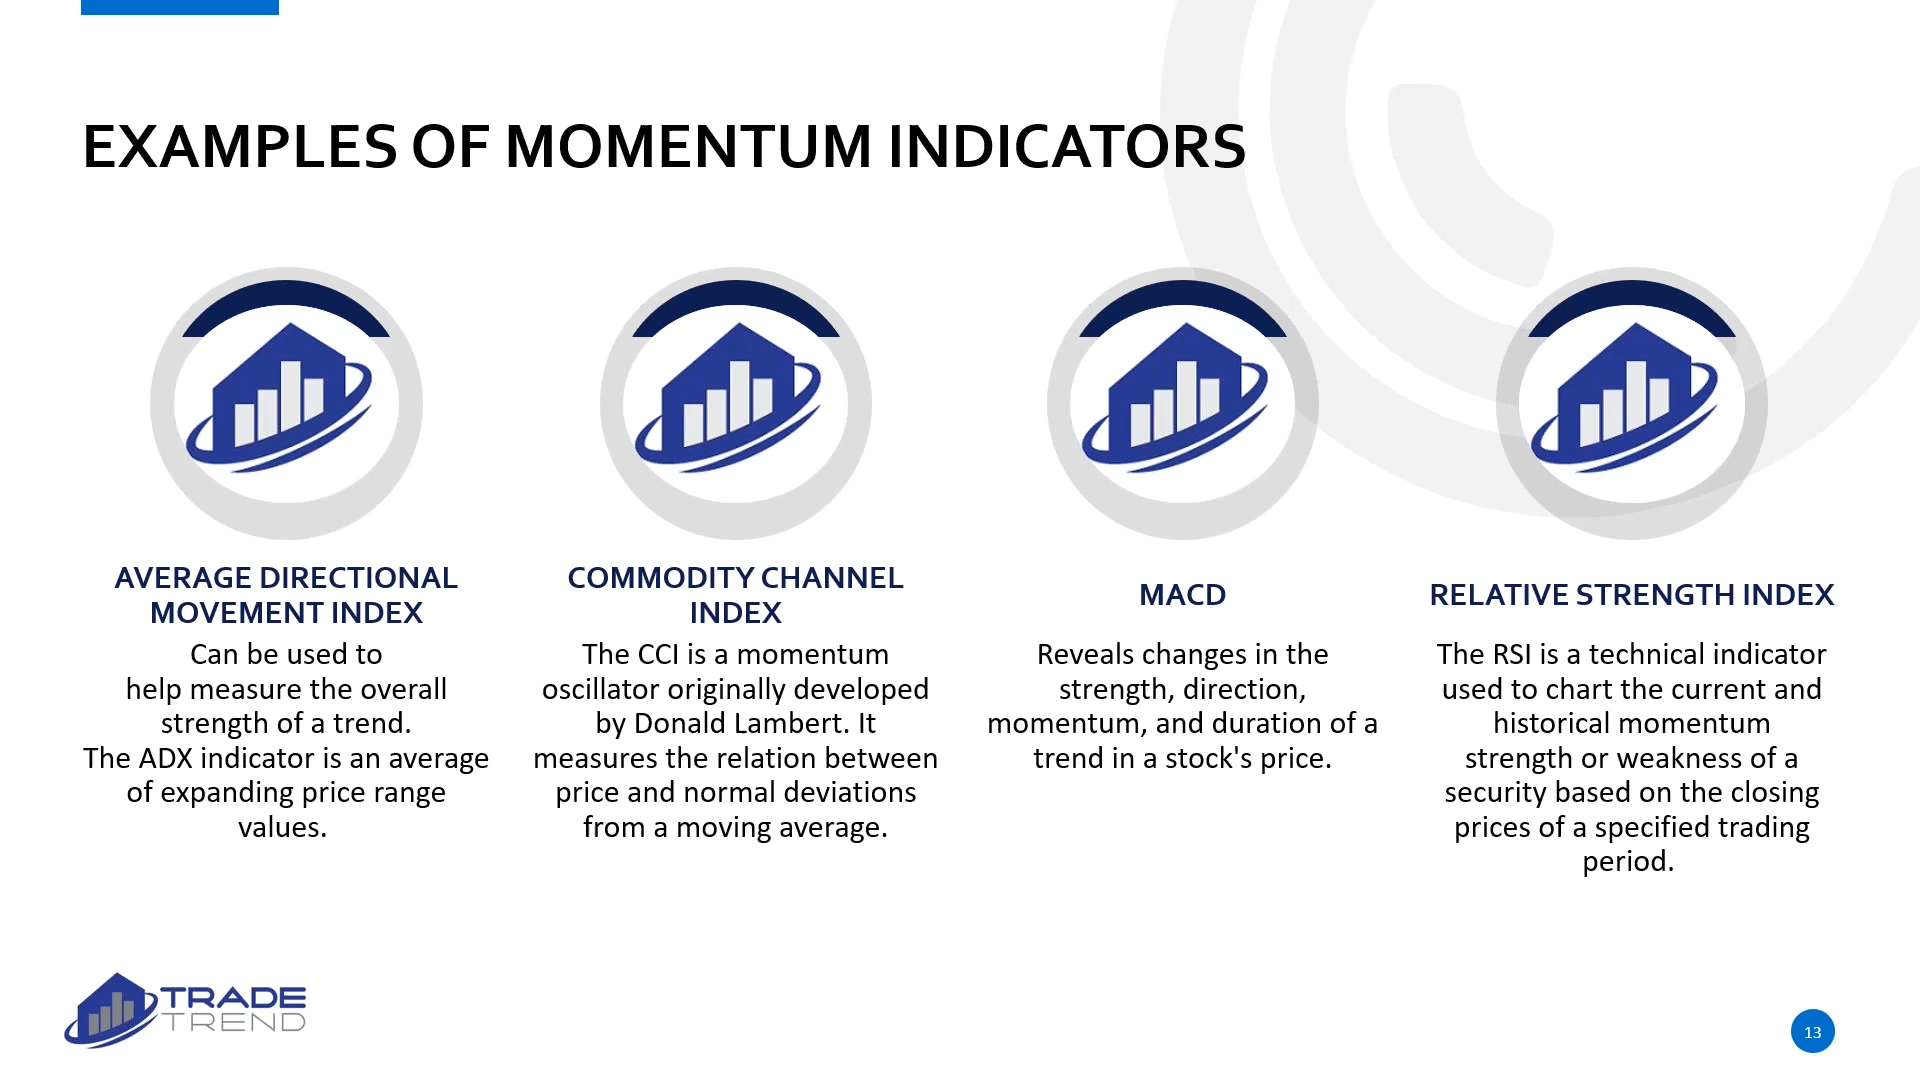 EXAMPLES OF MOMENTUM INDICATORS
AVERAGE DIRECTIONAL
MOVEMENT INDEX
Can be used to
help measure the overall
strength of a trend.
The ADX indicator is an average
of expanding price range
values.
COMMODITY CHANNEL
INDEX
The CCI is a momentum
oscillator originally developed
by Donald Lambert. It
measures the relation between
price and normal deviations
from a moving average.
MACD
Reveals changes in the
strength, direction,
momentum, and duration of a
trend in a stock's price.
RELATIVE STRENGTH INDEX
The RSI is a technical indicator
used to chart the current and
historical momentum
strength or weakness of a
security based on the closing
prices of a specified trading
period.
TRADE
TREND
13